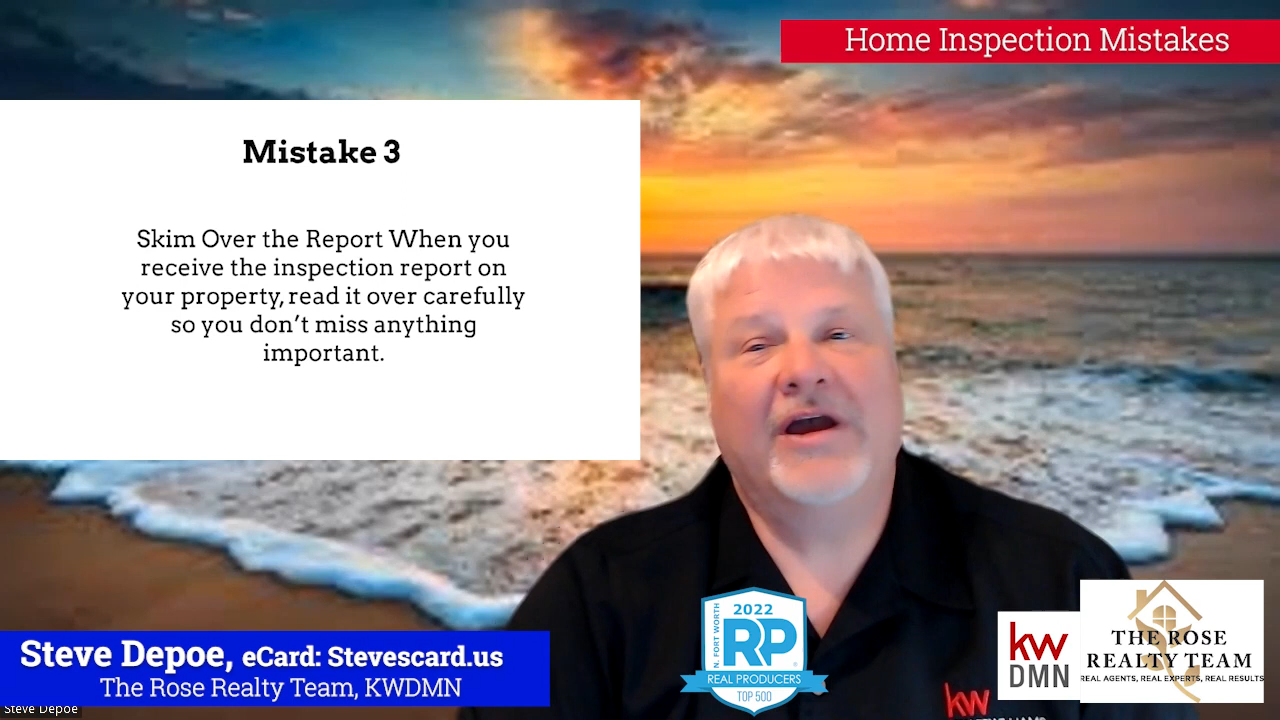 Home Inspection Mistakes
Mistake 3
Skim Over the Report When you
receive the inspection report on
your property, read it over carefully
so you don’t miss anything
important.
Steve Depoe, eCard: Stevescard.us
The Rose Realty Team, KWDMN
Steve Depoe
2022
N. FORT WORTH
RP
REAL PRODUCERS
TOP 500
kw
kw
DMN
THE ROSE
REALTY TEAM
REAL AGENTS, REAL EXPERTS, REAL RESULTS